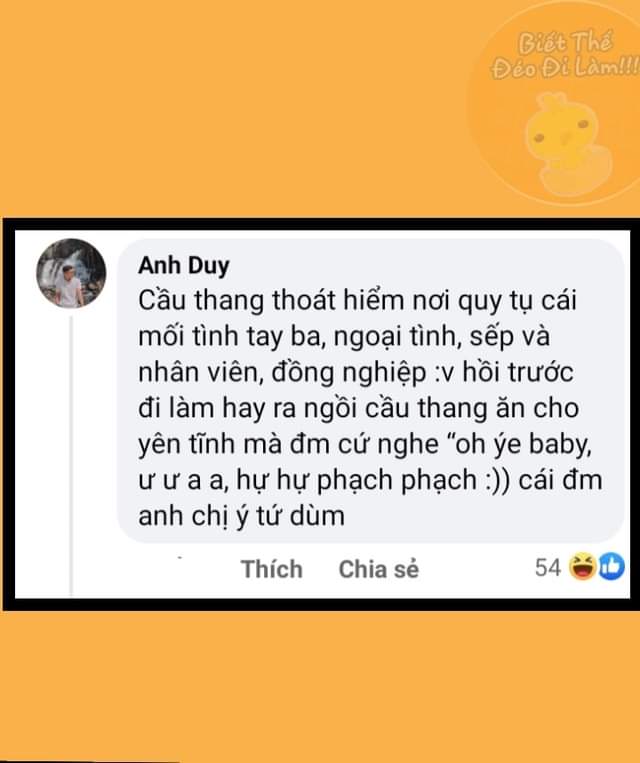 Biết Thế
Đéo Đi Làm!!!
Anh Duy
Cầu thang thoát hiểm nơi quy tụ cái
mối tình tay ba, ngoại tình, sếp và
nhân viên, đồng nghiệp :v hồi trước
đi làm hay ra ngồi cầu thang ăn cho
yên tĩnh mà đm cứ nghe “oh ýe baby,
ư ư a a, hự hự phạch phạch :)) cái đm
anh chị ý tứ dùm
Thích Chia sẻ 54